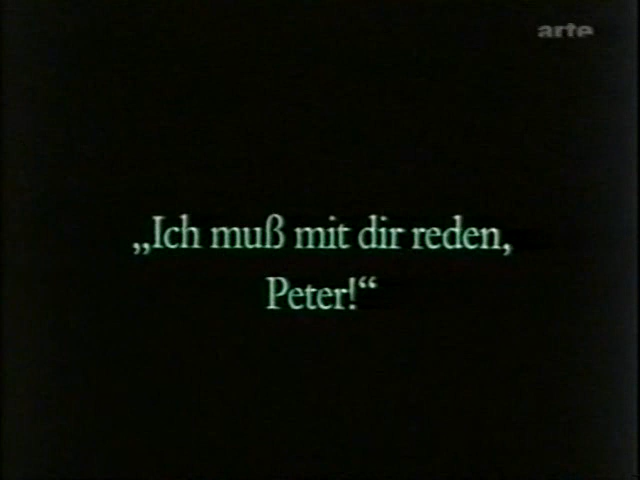 arte
„Ich muß mit dir reden,
Peter!“